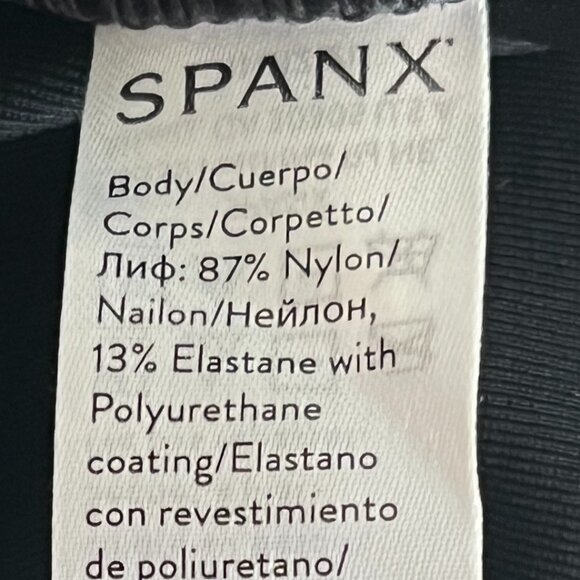 SPANX
Body/Cuerpo/
Corps/Corpetto/
Лиф: 87% Nylon/
Nailon/Нейлон,
13% Elastane with
Polyurethane
coating/Elastano
con revestimiento
de poliuretano/